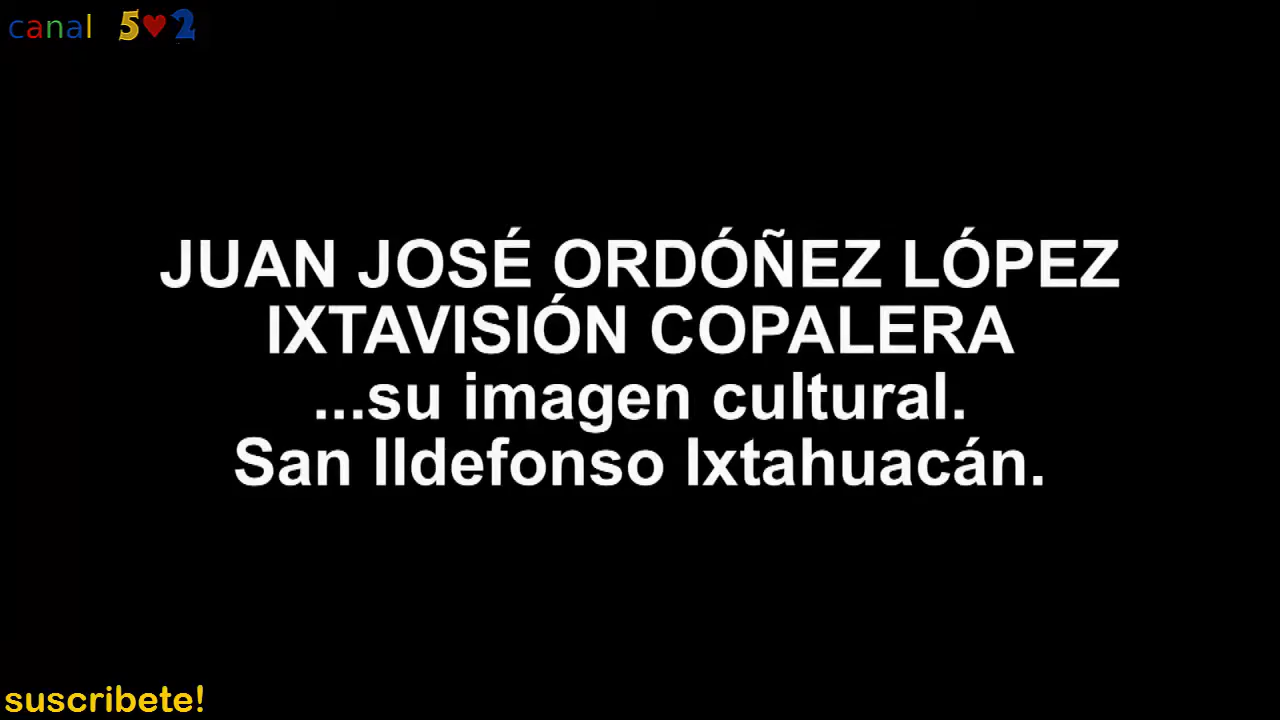 canal 5♥2
JUAN JOSÉ ORDÓÑEZ LÓPEZ
IXTAVISIÓN COPALERA
...su imagen cultural.
San Ildefonso Ixtahuacán.
suscribete!